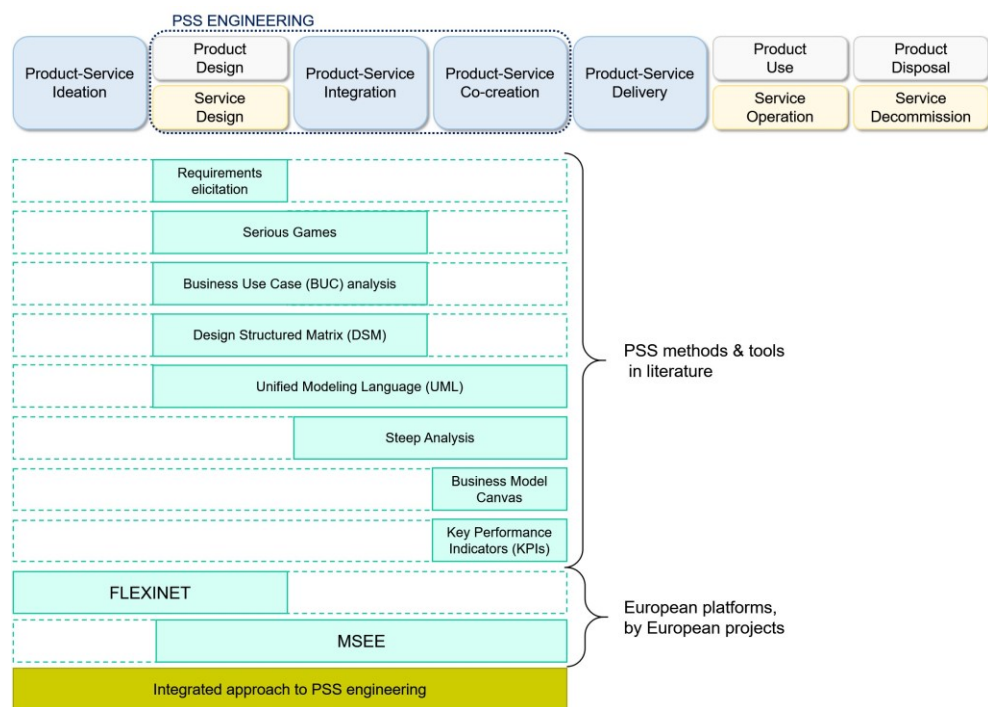 PSS ENGINEERING
Product-Service
Ideation
Product
Design
Service
Design
Product-Service
Integration
Product-Service
Co-creation
Product-Service
Delivery
Product
Use
Service
Operation
Product
Disposal
Service
Decommission
Requirements
elicitation
Serious Games
Business Use Case (BUC) analysis
Design Structured Matrix (DSM)
Unified Modeling Language (UML)
Steep Analysis
Business Model
Canvas
Key Performance
Indicators (KPIs)
PSS methods & tools
in literature
FLEXINET
MSEE
European platforms,
by European projects
Integrated approach to PSS engineering